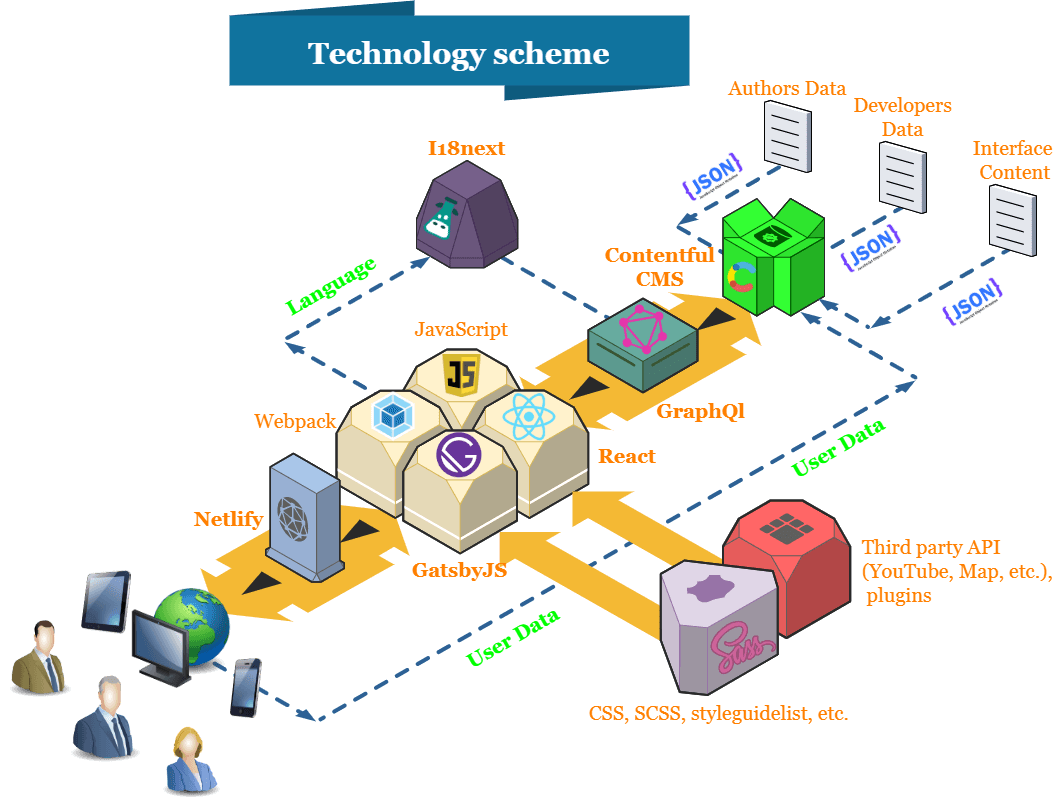 Technology scheme
Authors Data
Developers
Data
Interface
Content
I18next
{JSON}
Contentful
CMS
{JSON}
Language
{JSON}
JavaScript
JS
GraphQl
Webpack
React
User Data
Netlify
GatsbyJS
Third party API
(YouTube, Map, etc.),
plugins
User Data
Sass
CSS, SCSS, styleguidelist, etc.